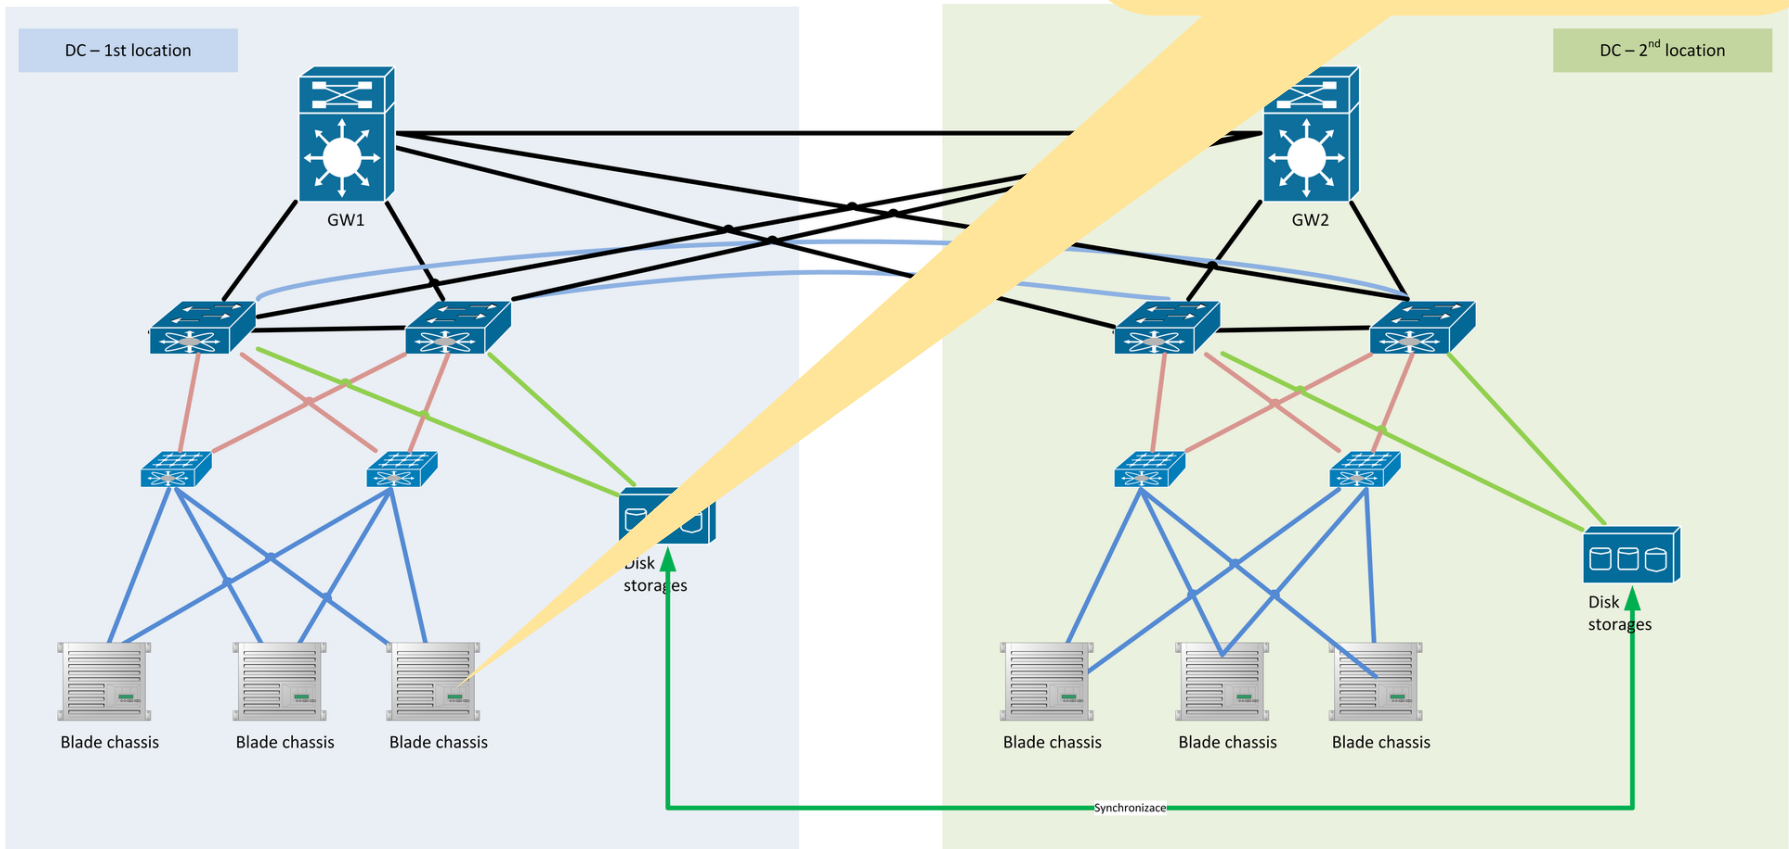 DC – 1st location
DC – 2nd location
GW1
GW2
Disk
storages
Disk
storages
Blade chassis
Blade chassis
Blade chassis
Blade chassis
Blade chassis
Blade chassis
Synchronizace